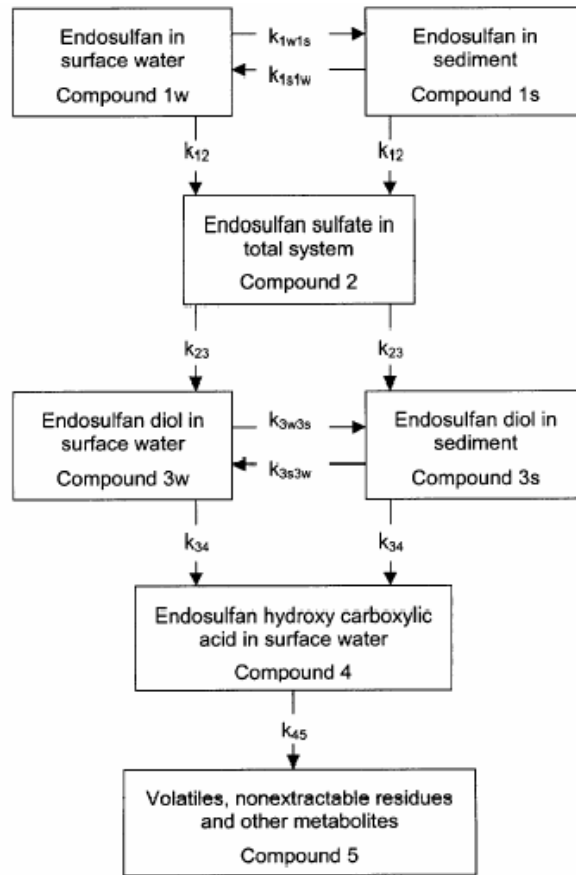 Endosulfan in
surface water
Compound 1w
k1w1s
k1s1w
Endosulfan in
sediment
Compound 1s
k12
k12
Endosulfan sulfate in
total system
Compound 2
k23
k23
Endosulfan diol in
surface water
Compound 3w
k3w3s
k3s3w
Endosulfan diol in
sediment
Compound 3s
k34
k34
Endosulfan hydroxy carboxylic
acid in surface water
Compound 4
k45
Volatiles, nonextractable residues
and other metabolites
Compound 5